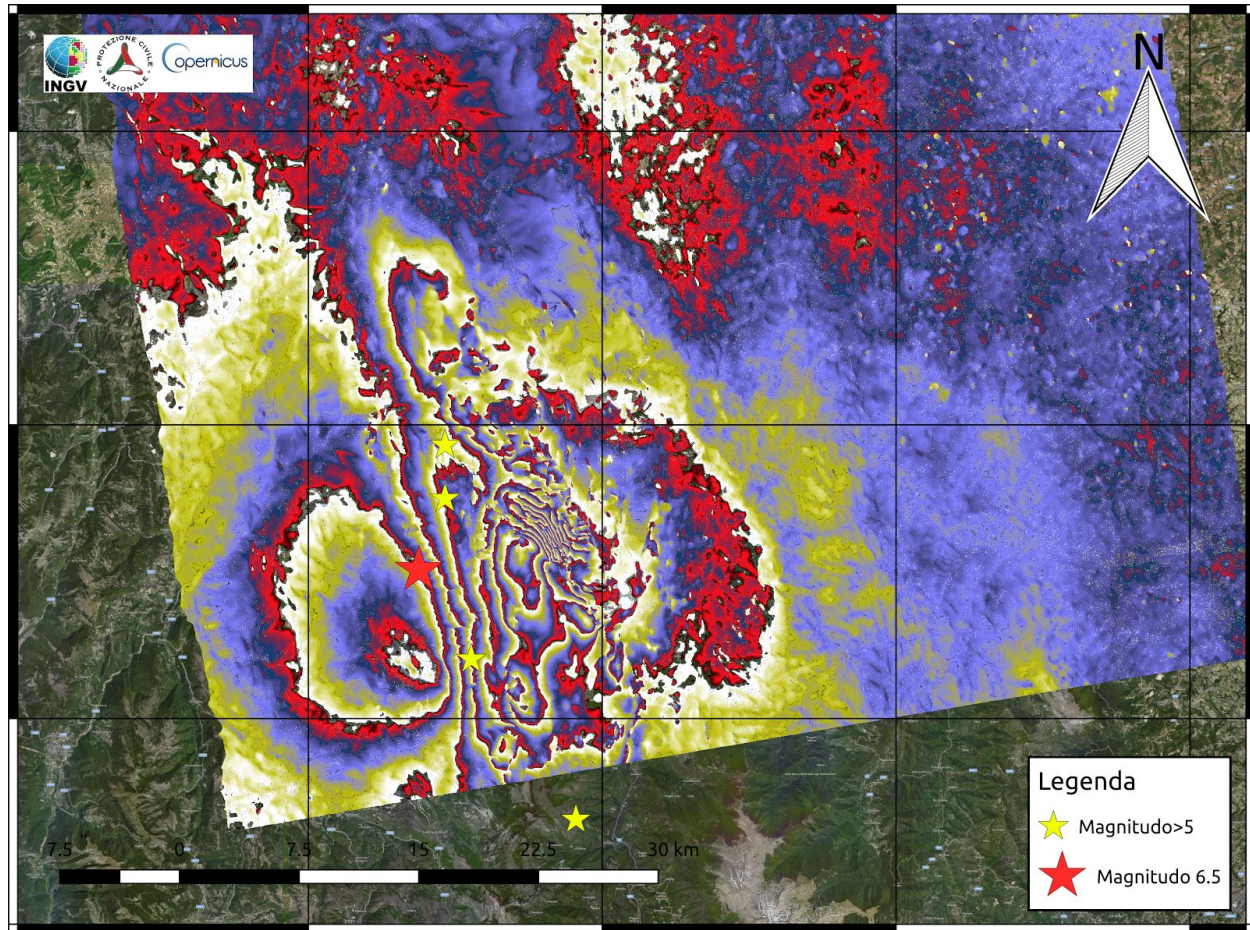 INGV
PROTEZIONE CIVILE
NAZIONALE
Copernicus
N
Legenda
Magnitudo>5
Magnitudo 6.5
7.5 0 7.5 15 22.5 30 km